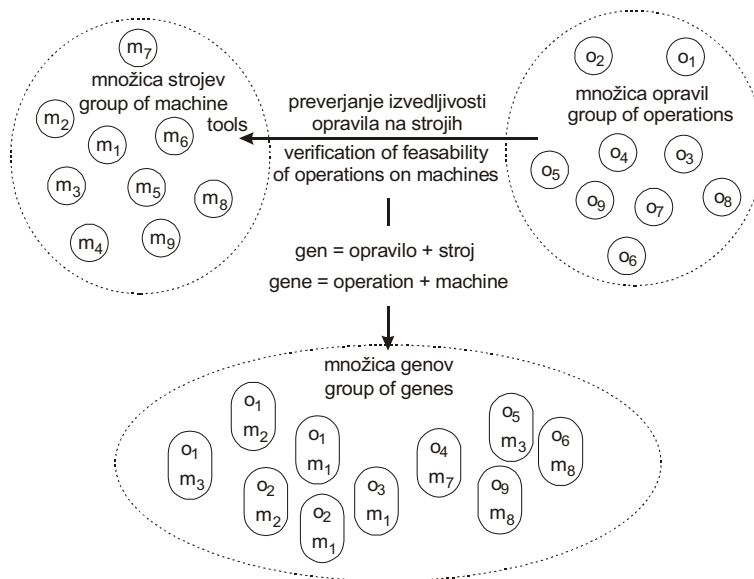 m₇
množica strojev
group of machine
tools
m₂
m₁
m₆
m₃
m₅
m₈
m₄
m₉
preverjanje izvedljivosti
opravila na strojih
verification of feasability
of operations on machines
o₂
o₁
množica opravil
group of operations
o₄
o₃
o₅
o₉
o₇
o₈
o₆
gen = opravilo + stroj
gene = operation + machine
množica genov
group of genes
o₁
m₃
o₁
m₂
o₁
m₁
o₂
m₂
o₂
m₁
o₃
m₁
o₄
m₇
o₅
m₃
o₉
m₈
o₆
m₈